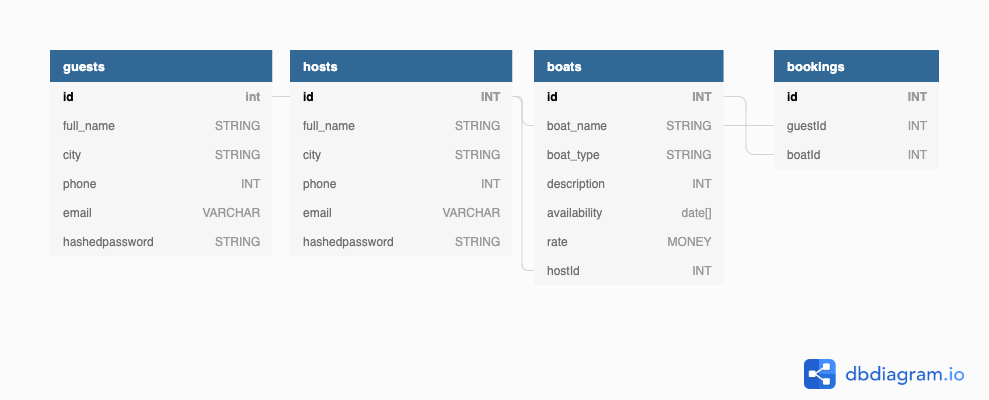 guests
id int
full_name STRING
city STRING
phone INT
email VARCHAR
hashedpassword STRING
hosts
id INT
full_name STRING
city STRING
phone INT
email VARCHAR
hashedpassword STRING
boats
id INT
boat_name STRING
boat_type STRING
description INT
availability date[]
rate MONEY
hostId INT
bookings
id INT
guestId INT
boatId INT
dbdiagram.io